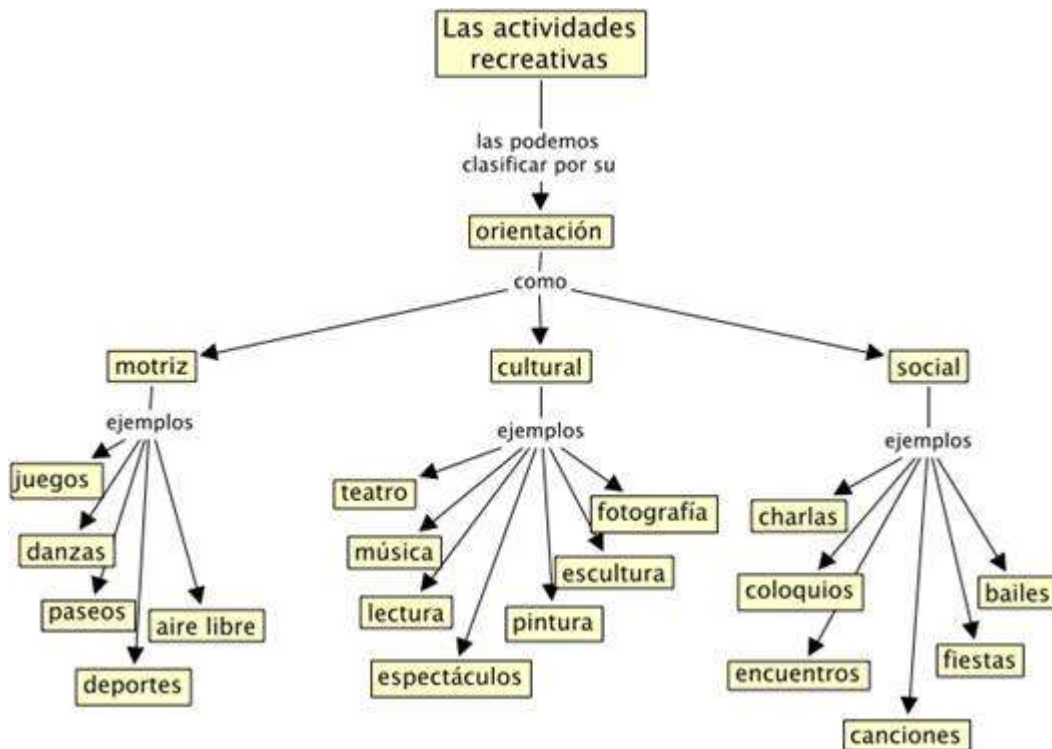 Las actividades
recreativas
las podemos
clasificar por su
orientación
como
motriz
cultural
social
ejemplos
juegos
danzas
paseos
aire libre
deportes
ejemplos
teatro
fotografía
música
escultura
lectura
pintura
espectáculos
ejemplos
charlas
coloquios
bailes
encuentros
fiestas
canciones